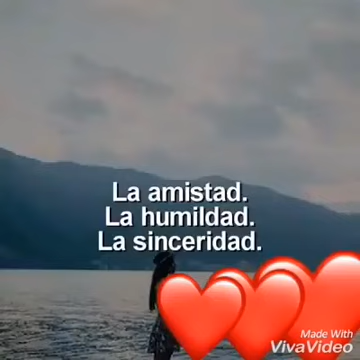 La amistad.
La humildad.
La sinceridad.
Made With
VivaVideo